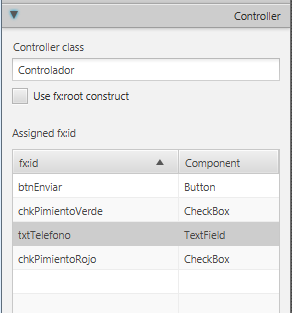 Controller
Controller class
Controlador
Use fx:root construct
Assigned fx:id
fx:id Component
btnEnviar Button
chkPimientoVerde CheckBox
txtTelefono TextField
chkPimientoRojo CheckBox